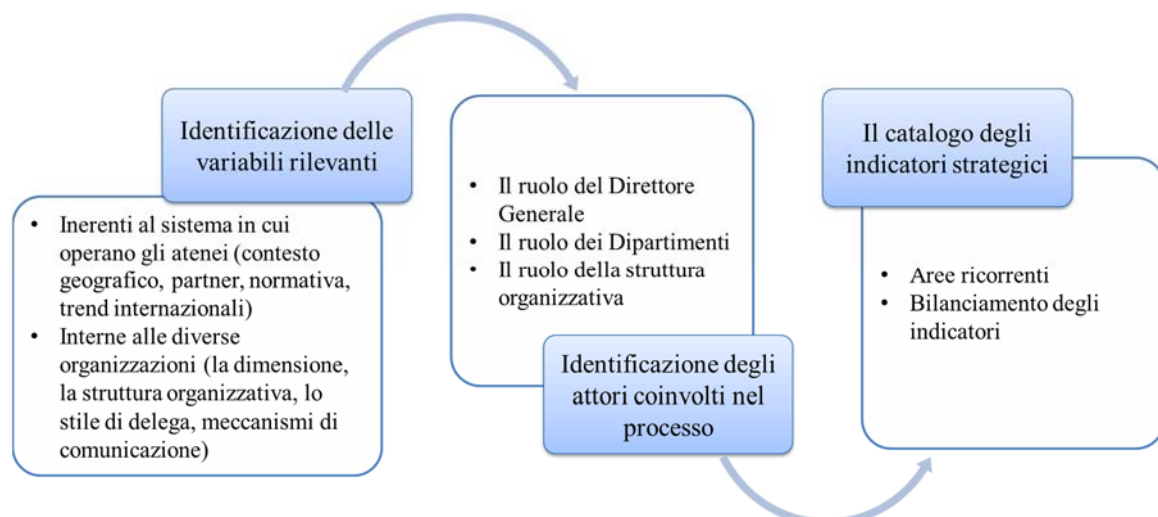 Identificazione delle
variabili rilevanti
• Inerenti al sistema in cui
operano gli atenei (contesto
geografico, partner, normativa,
trend internazionali)
• Interne alle diverse
organizzazioni (la dimensione,
la struttura organizzativa, lo
stile di delega, meccanismi di
comunicazione)
• Il ruolo del Direttore
Generale
• Il ruolo dei Dipartimenti
• Il ruolo della struttura
organizzativa
Identificazione degli
attori coinvolti nel
processo
Il catalogo degli
indicatori strategici
• Aree ricorrenti
• Bilanciamento degli
indicatori